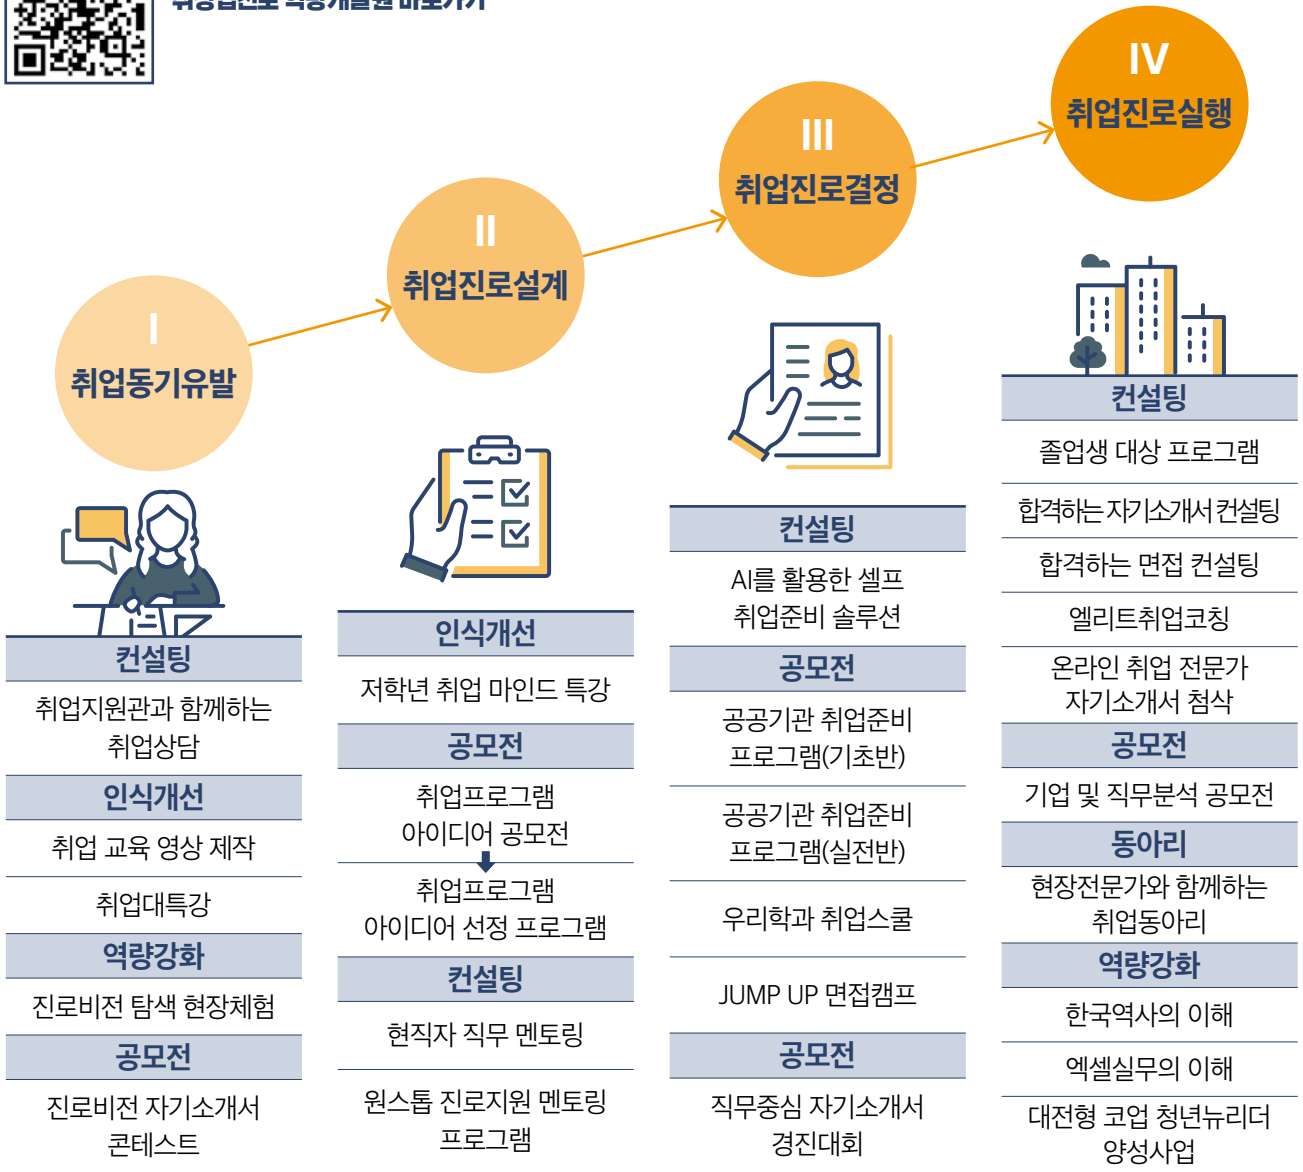 취창업진로 역량개발원 바로가기
I
취업동기유발
컨설팅
취업지원관과 함께하는
취업상담
인식개선
취업 교육 영상 제작
취업대특강
역량강화
진로비전 탐색 현장체험
공모전
진로비전 자기소개서
콘테스트
II
취업진로설계
인식개선
저학년 취업 마인드 특강
공모전
취업프로그램
아이디어 공모전
취업프로그램
아이디어 선정 프로그램
컨설팅
현직자 직무 멘토링
원스톱 진로지원 멘토링
프로그램
III
취업진로결정
컨설팅
AI를 활용한 셀프
취업준비 솔루션
공모전
공공기관 취업준비
프로그램(기초반)
공공기관 취업준비
프로그램(실전반)
우리학과 취업스쿨
JUMP UP 면접캠프
공모전
직무중심 자기소개서
경진대회
IV
취업진로실행
컨설팅
졸업생 대상 프로그램
합격하는 자기소개서 컨설팅
합격하는 면접 컨설팅
엘리트취업코칭
온라인 취업 전문가
자기소개서 첨삭
공모전
기업 및 직무분석 공모전
동아리
현장전문가와 함께하는
취업동아리
역량강화
한국역사의 이해
엑셀실무의 이해
대전형 코업 청년뉴리더
양성사업